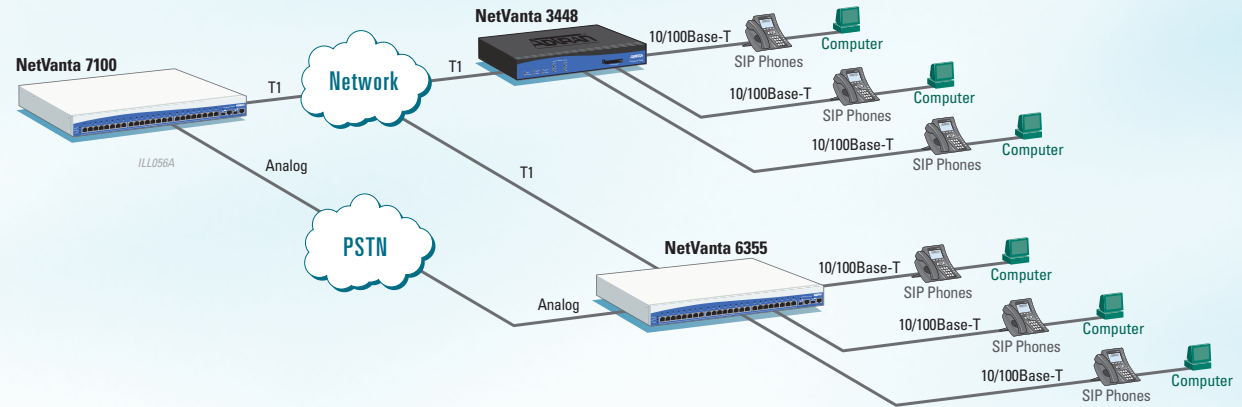 NetVanta 3448
10/100Base-T
SIP Phones
Computer
NetVanta 7100
T1
Network
T1
ADTRAN
10/100Base-T
SIP Phones
Computer
10/100Base-T
SIP Phones
Computer
ILL056A
Analog
T1
PSTN
NetVanta 6355
10/100Base-T
SIP Phones
Computer
Analog
10/100Base-T
SIP Phones
Computer
10/100Base-T
SIP Phones
Computer